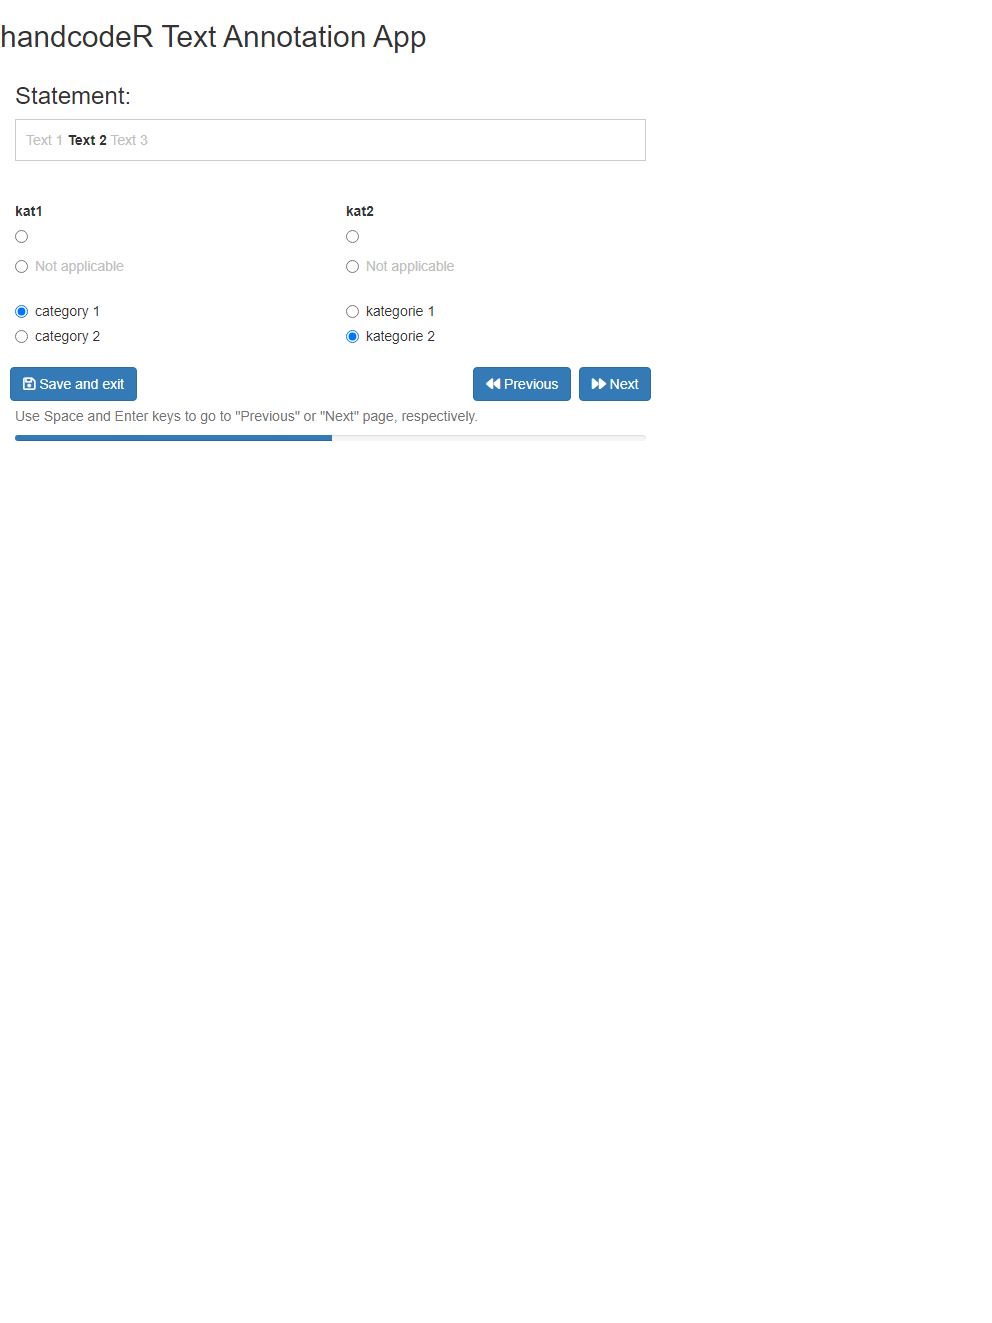 handcodeR Text Annotation App
Statement:
Text 1 Text 2 Text 3
kat1 kat2
Not applicable Not applicable
category 1 kategorie 1
category 2 kategorie 2
Save and exit Previous Next
Use Space and Enter keys to go to "Previous" or "Next" page, respectively.